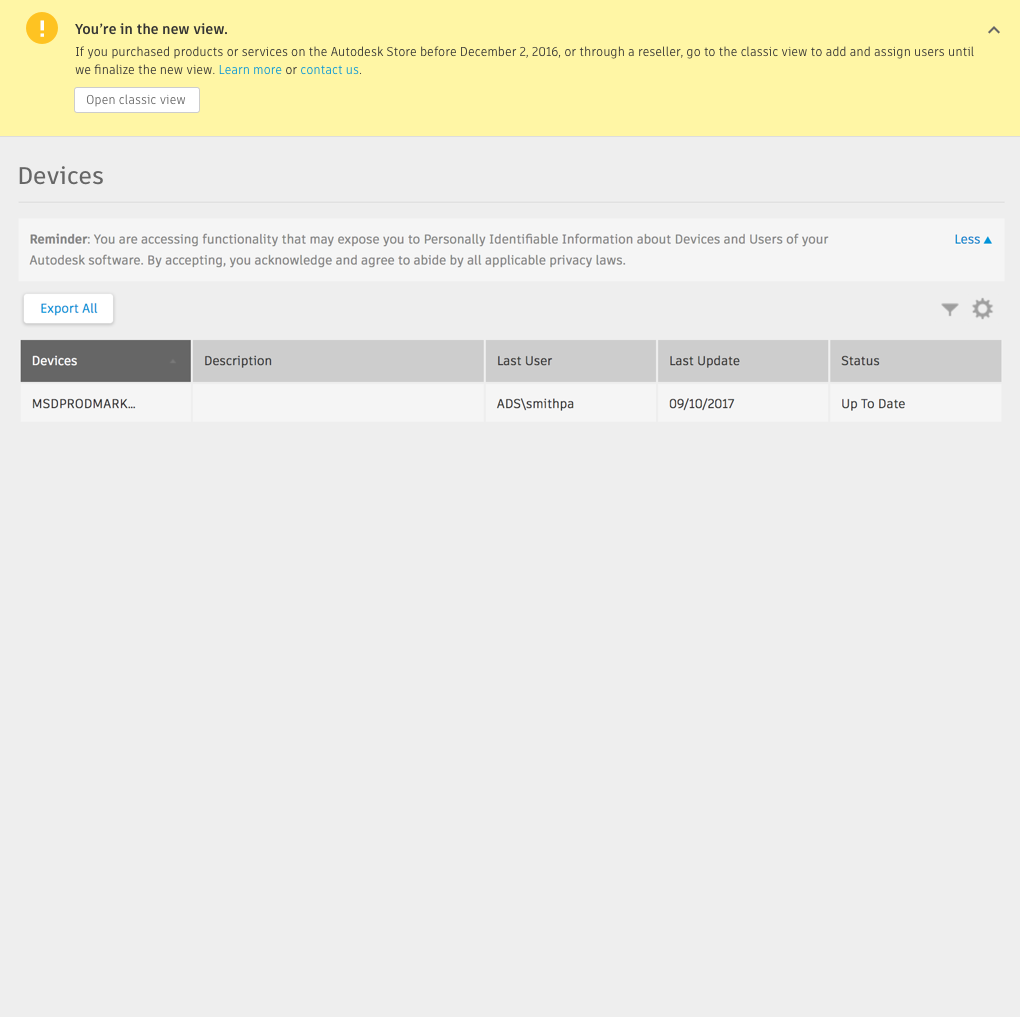 You’re in the new view.
If you purchased products or services on the Autodesk Store before December 2, 2016, or through a reseller, go to the classic view to add and assign users until
we finalize the new view. Learn more or contact us.
Open classic view
Devices
Reminder: You are accessing functionality that may expose you to Personally Identifiable Information about Devices and Users of your
Less ▲
Autodesk software. By accepting, you acknowledge and agree to abide by all applicable privacy laws.
Export All
Devices Description Last User Last Update Status
MSDPRODMARK... ADS\smithpa 09/10/2017 Up To Date